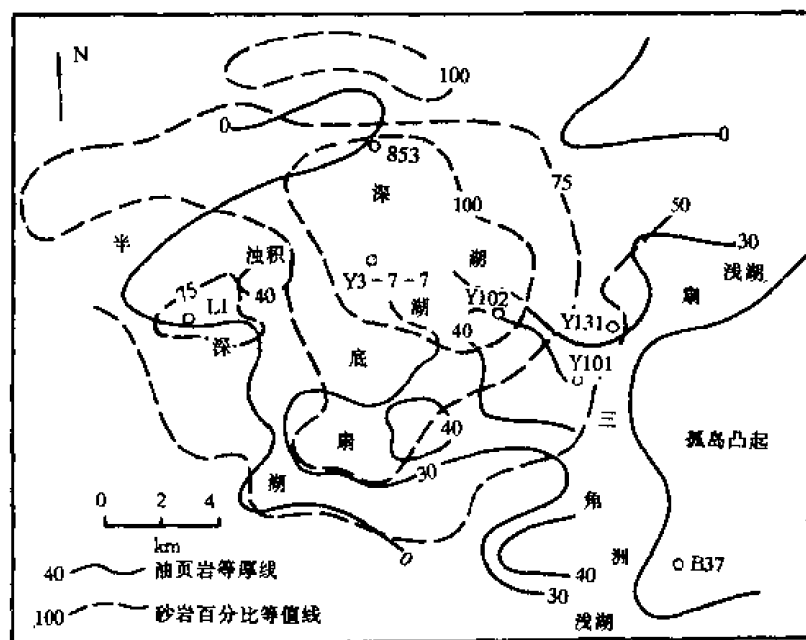 N
100
0
853
0
深
75
100
50
30
半
浊积
湖
浅湖
扇
Y3-7-7
75
40
湖
Y102
L1
Y131
深
40
底
Y101
三
40
孤岛凸起
扇
30
湖
角
0 2 4
km
洲
B37
0
40
30
浅湖
40 油页岩等厚线
100 砂岩百分比等值线